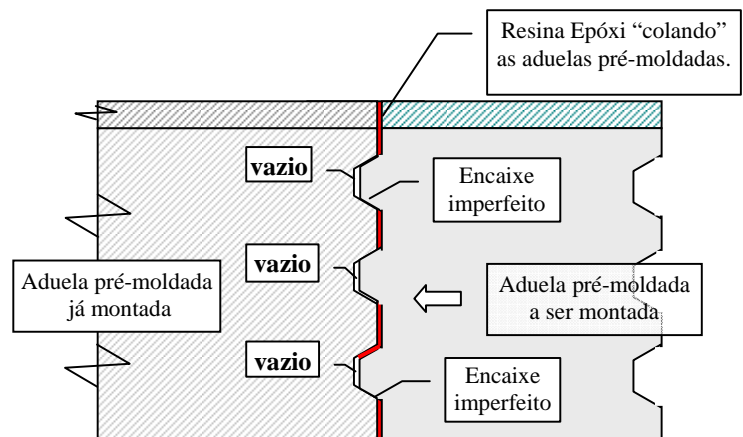 Resina Epóxi “colando”
as aduelas pré-moldadas.
vazio
Encaixe
imperfeito
vazio
Aduela pré-moldada
já montada
Aduela pré-moldada
a ser montada
vazio
Encaixe
imperfeito